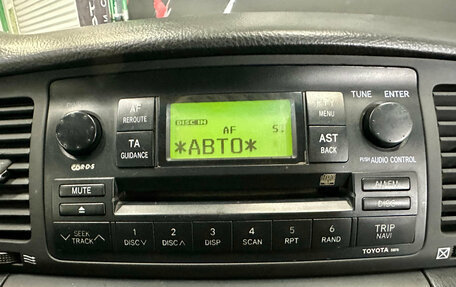 TUNE ENTER
AF
REROUTE
DISC IN
AF
*АВТО*
MENU
TA
GUIDANCE
AST
BACK
PUSH AUDIO CONTROL
MUTE
DISC
SEEK
TRACK
1
DISC
2
DISC
3
DISP
4
SCAN
5
RPT
6
RAND
TRIP
NAVI
TOYOTA